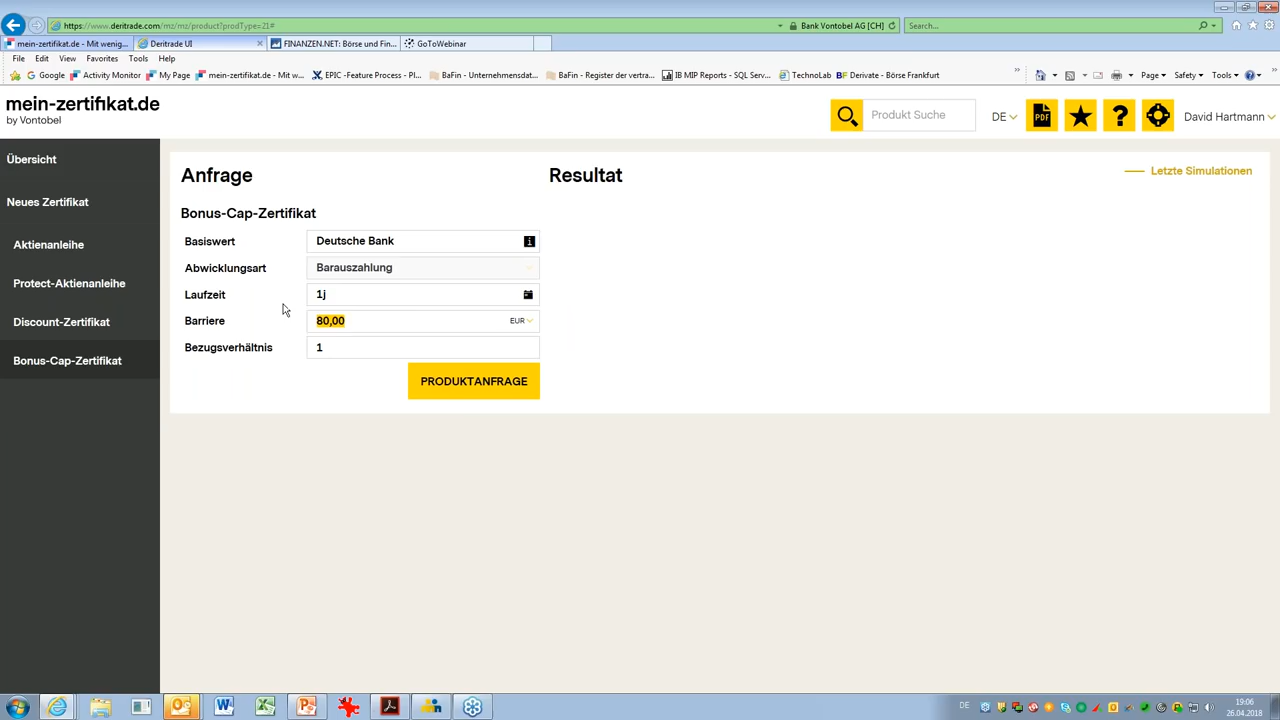 https://www.deritrade.com/mz/mz/product?prodType=21#
Bank Vontobel AG [CH]
Search...
mein-zertifikat.de - Mit wenig...
Deritrade UI
FINANZEN.NET: Börse und Fin...
GoToWebinar
File Edit View Favorites Tools Help
Google Activity Monitor My Page mein-zertifikat.de - Mit w... EPIC -Feature Process - PI... BaFin - Unternehmensdat... BaFin - Register der vertra... IB MIP Reports - SQL Serv... TechnoLab Derivate - Börse Frankfurt
Page Safety Tools
mein-zertifikat.de
by Vontobel
Produkt Suche
DE
PDF
?
David Hartmann
Übersicht
Neues Zertifikat
Aktienanleihe
Protect-Aktienanleihe
Discount-Zertifikat
Bonus-Cap-Zertifikat
Anfrage
Resultat
Letzte Simulationen
Bonus-Cap-Zertifikat
Basiswert Deutsche Bank
Abwicklungsart Barauszahlung
Laufzeit 1j
Barriere 80,00 EUR
Bezugsverhältnis 1
PRODUKTANFRAGE
DE
19:06
26.04.2018